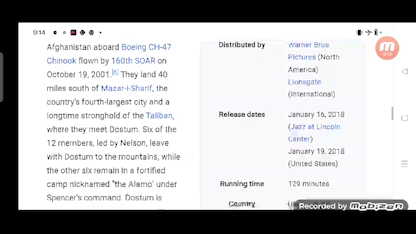 9:14
Afghanistan aboard Boeing CH-47
Chinook flown by 160th SOAR on
October 19, 2001.[6] They land 40
miles south of Mazar-i-Sharif, the
country's fourth-largest city and a
longtime stronghold of the Taliban,
where they meet Dostum. Six of the
12 members, led by Nelson, leave
with Dostum to the mountains, while
the other six remain in a fortified
camp nicknamed "the Alamo" under
Spencer's command. Dostum is
Distributed by
Warner Bros
Pictures (North
America)
Lionsgate
(International)
Release dates
January 16, 2018
(Jazz at Lincoln
Center)
January 19, 2018
(United States)
Running time
129 minutes
Country
Recorded by Mobizen